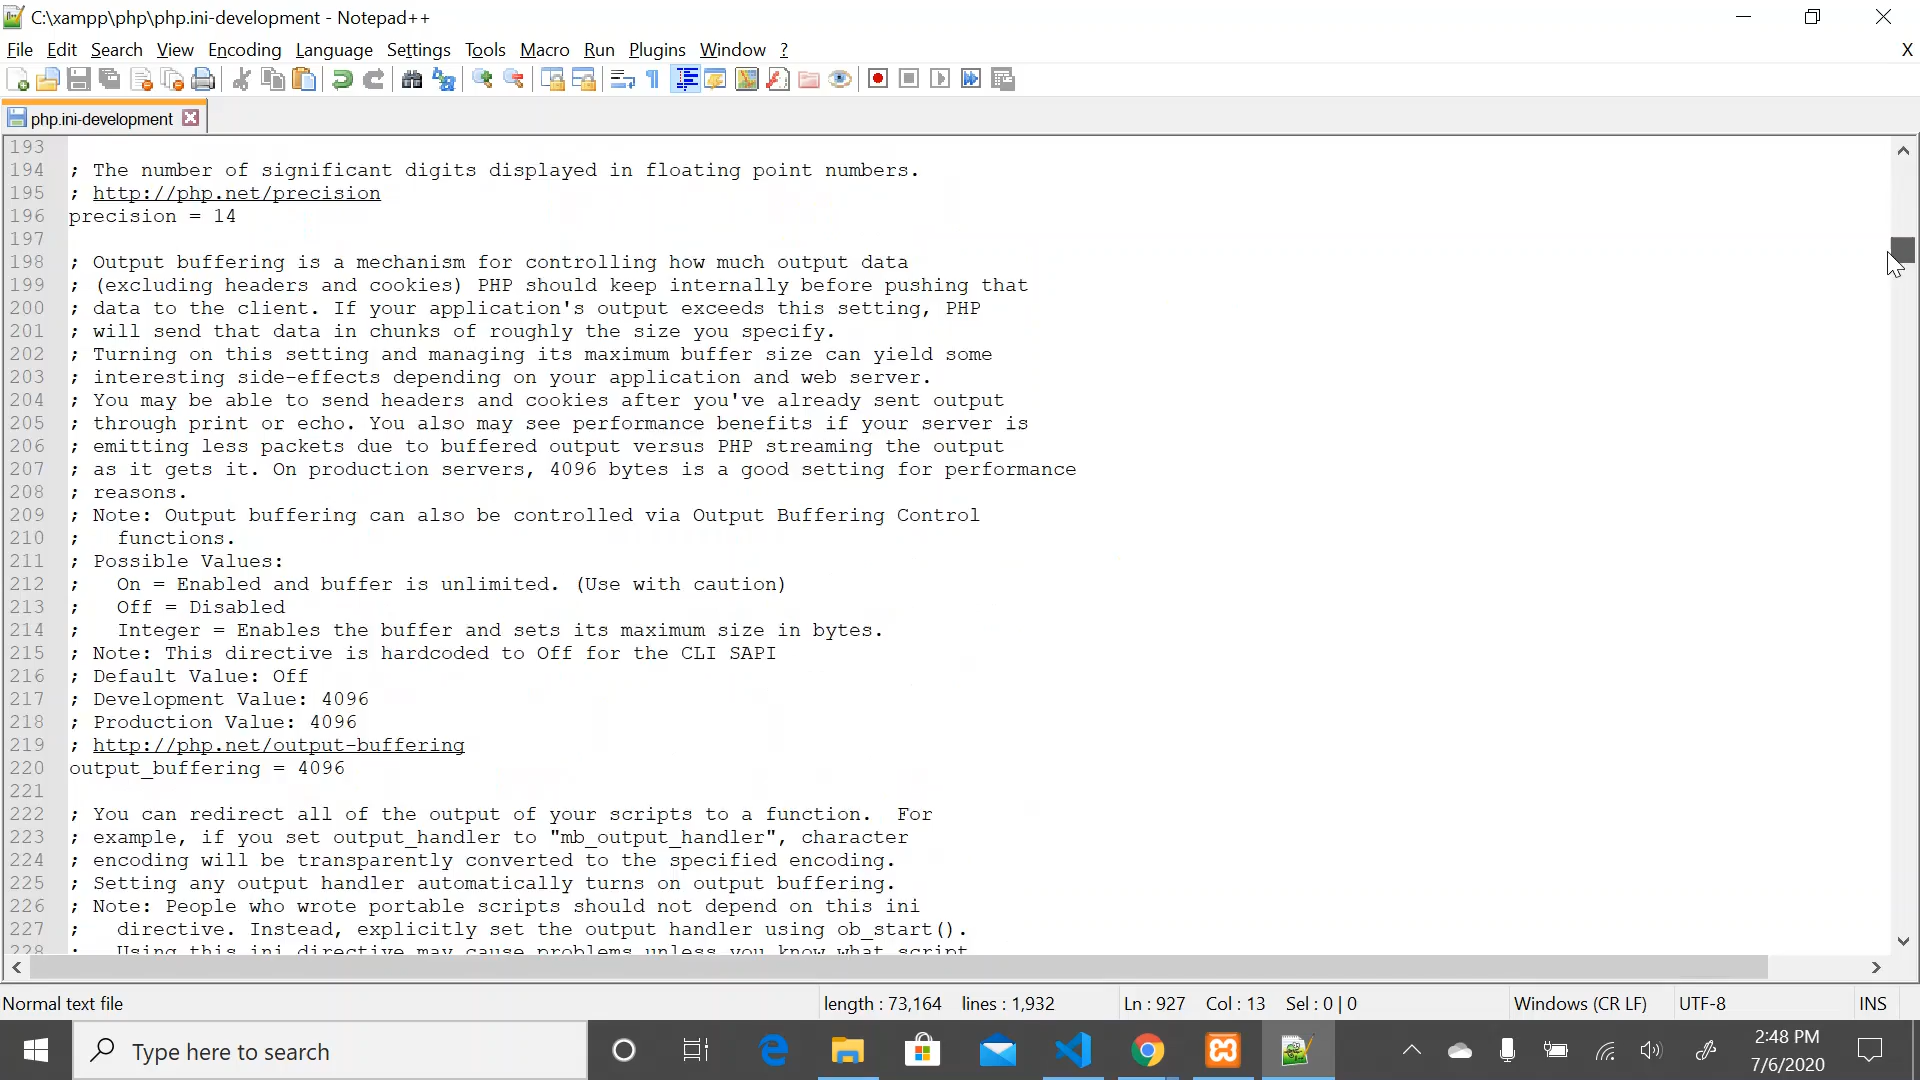 C:\xampp\php\php.ini-development - Notepad++
File Edit Search View Encoding Language Settings Tools Macro Run Plugins Window ? X
php.ini-development
193
194 ; The number of significant digits displayed in floating point numbers.
195 ; http://php.net/precision
196 precision = 14
197
198 ; Output buffering is a mechanism for controlling how much output data
199 ; (excluding headers and cookies) PHP should keep internally before pushing that
200 ; data to the client. If your application's output exceeds this setting, PHP
201 ; will send that data in chunks of roughly the size you specify.
202 ; Turning on this setting and managing its maximum buffer size can yield some
203 ; interesting side-effects depending on your application and web server.
204 ; You may be able to send headers and cookies after you've already sent output
205 ; through print or echo. You also may see performance benefits if your server is
206 ; emitting less packets due to buffered output versus PHP streaming the output
207 ; as it gets it. On production servers, 4096 bytes is a good setting for performance
208 ; reasons.
209 ; Note: Output buffering can also be controlled via Output Buffering Control
210 ;   functions.
211 ; Possible Values:
212 ;   On = Enabled and buffer is unlimited. (Use with caution)
213 ;   Off = Disabled
214 ;   Integer = Enables the buffer and sets its maximum size in bytes.
215 ; Note: This directive is hardcoded to Off for the CLI SAPI
216 ; Default Value: Off
217 ; Development Value: 4096
218 ; Production Value: 4096
219 ; http://php.net/output-buffering
220 output_buffering = 4096
221
222 ; You can redirect all of the output of your scripts to a function.  For
223 ; example, if you set output_handler to "mb_output_handler", character
224 ; encoding will be transparently converted to the specified encoding.
225 ; Setting any output handler automatically turns on output buffering.
226 ; Note: People who wrote portable scripts should not depend on this ini
227 ;   directive. Instead, explicitly set the output handler using ob_start().
228 ;   Using this ini directive may cause problems unless you know what script
Normal text file length : 73,164 lines : 1,932 Ln : 927 Col : 13 Sel : 0 | 0 Windows (CR LF) UTF-8 INS
Type here to search
2:48 PM
7/6/2020